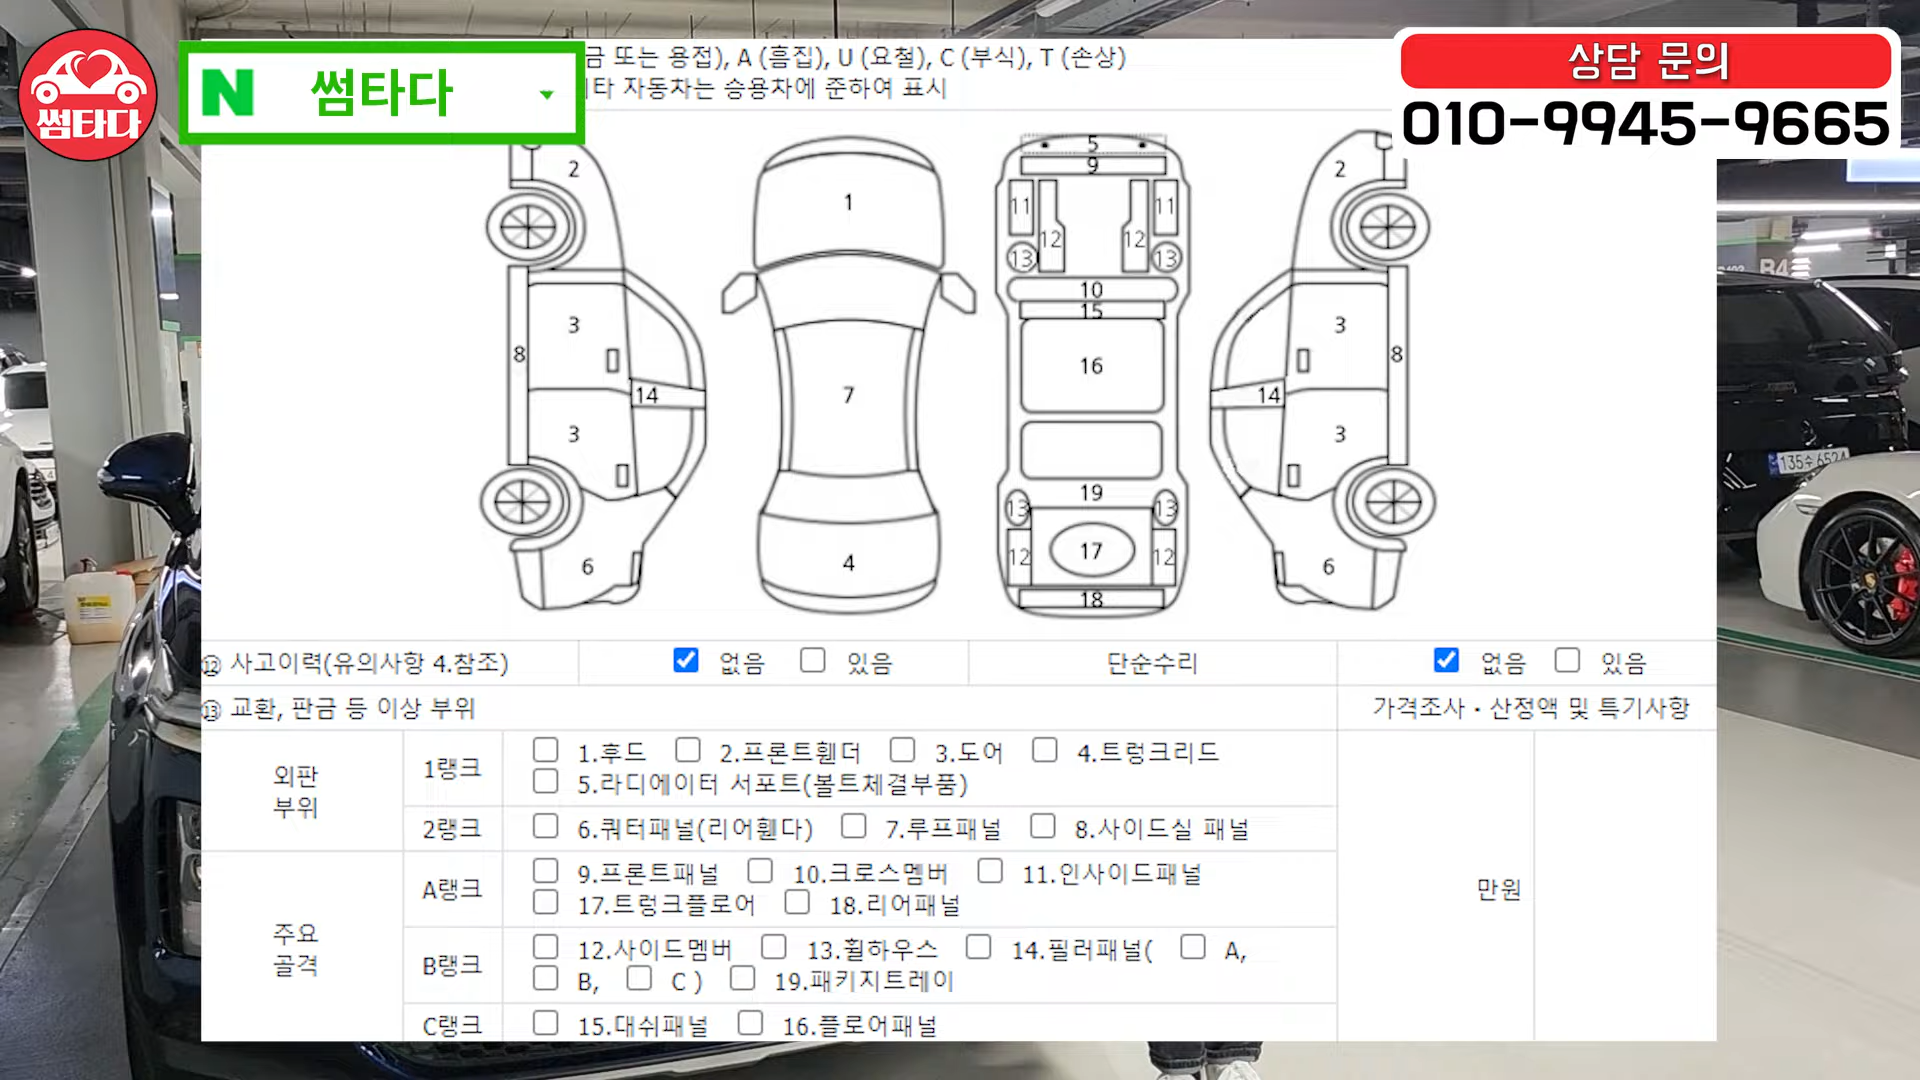 썸타다
N 썸타다
금 또는 용접), A (흠집), U (요철), C (부식), T (손상)
타 자동차는 승용차에 준하여 표시
상담 문의
010-9945-9665
2
1
5
9
11
11
12
12
13
13
2
10
15
3
3
8
16
8
14
7
14
3
3
19
13
13
6
4
12
17
12
6
18
B4
135수 6524
⑫ 사고이력(유의사항 4.참조) 없음 있음 단순수리 없음 있음
⑬ 교환, 판금 등 이상 부위 가격조사·산정액 및 특기사항
외판
부위
1랭크
1.후드 2.프론트휀더 3.도어 4.트렁크리드
5.라디에이터 서포트(볼트체결부품)
2랭크
6.쿼터패널(리어휀다) 7.루프패널 8.사이드실 패널
주요
골격
A랭크
9.프론트패널 10.크로스멤버 11.인사이드패널
17.트렁크플로어 18.리어패널
B랭크
12.사이드멤버 13.휠하우스 14.필러패널( A,
B, C ) 19.패키지트레이
C랭크
15.대쉬패널 16.플로어패널
만원